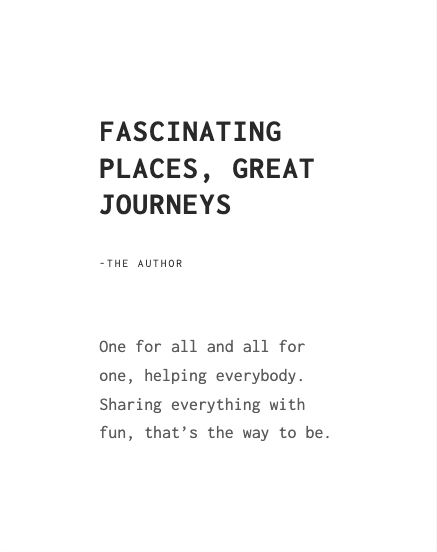 FASCINATING
PLACES, GREAT
JOURNEYS
-THE AUTHOR
One for all and all for
one, helping everybody.
Sharing everything with
fun, that’s the way to be.